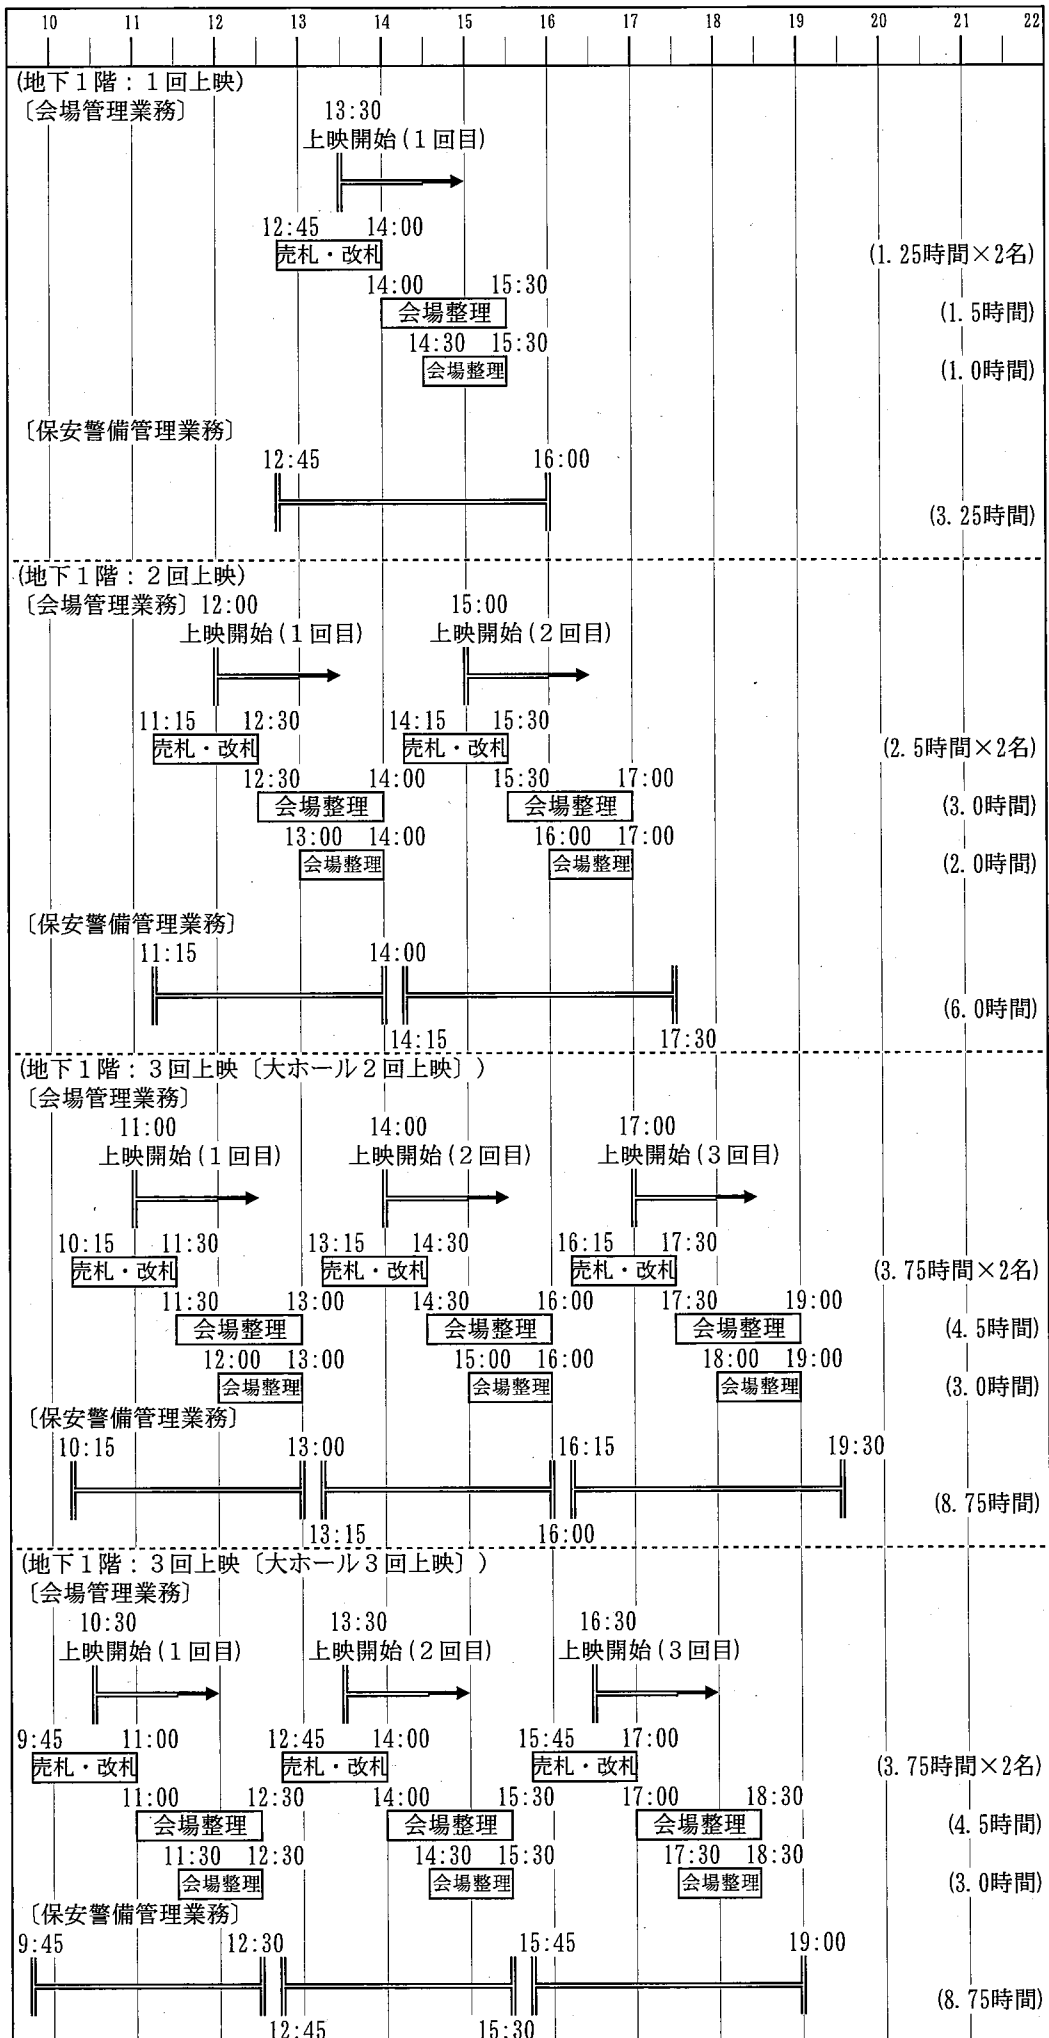 10 11 12 13 14 15 16 17 18 19 20 21 22
(地下1階：1回上映)
〔会場管理業務〕
13:30
上映開始(1回目)
12:45 14:00
売札・改札 (1.25時間×2名)
14:00 15:30
会場整理 (1.5時間)
14:30 15:30
会場整理 (1.0時間)
〔保安警備管理業務〕
12:45 16:00
(3.25時間)
(地下1階：2回上映)
〔会場管理業務〕 12:00 15:00
上映開始(1回目) 上映開始(2回目)
11:15 12:30 14:15 15:30
売札・改札 売札・改札 (2.5時間×2名)
12:30 14:00 15:30 17:00
会場整理 会場整理 (3.0時間)
13:00 14:00 16:00 17:00
会場整理 会場整理 (2.0時間)
〔保安警備管理業務〕
11:15 14:00
(6.0時間)
14:15 17:30
(地下1階：3回上映〔大ホール2回上映〕)
〔会場管理業務〕
11:00 14:00 17:00
上映開始(1回目) 上映開始(2回目) 上映開始(3回目)
10:15 11:30 13:15 14:30 16:15 17:30
売札・改札 売札・改札 売札・改札 (3.75時間×2名)
11:30 13:00 14:30 16:00 17:30 19:00
会場整理 会場整理 会場整理 (4.5時間)
12:00 13:00 15:00 16:00 18:00 19:00
会場整理 会場整理 会場整理 (3.0時間)
〔保安警備管理業務〕
10:15 13:00 16:15 19:30
(8.75時間)
13:15 16:00
(地下1階：3回上映〔大ホール3回上映〕)
〔会場管理業務〕
10:30 13:30 16:30
上映開始(1回目) 上映開始(2回目) 上映開始(3回目)
9:45 11:00 12:45 14:00 15:45 17:00
売札・改札 売札・改札 売札・改札 (3.75時間×2名)
11:00 12:30 14:00 15:30 17:00 18:30
会場整理 会場整理 会場整理 (4.5時間)
11:30 12:30 14:30 15:30 17:30 18:30
会場整理 会場整理 会場整理 (3.0時間)
〔保安警備管理業務〕
9:45 12:30 15:45 19:00
(8.75時間)
12:45 15:30